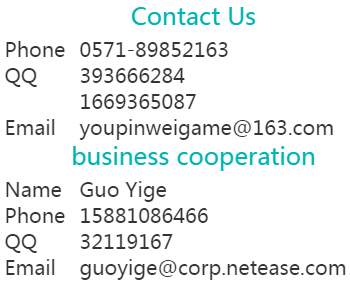 Contact Us
Phone 0571-89852163
QQ 393666284
1669365087
Email youpinweigame@163.com
business cooperation
Name Guo Yige
Phone 15881086466
QQ 32119167
Email guoyige@corp.netease.com